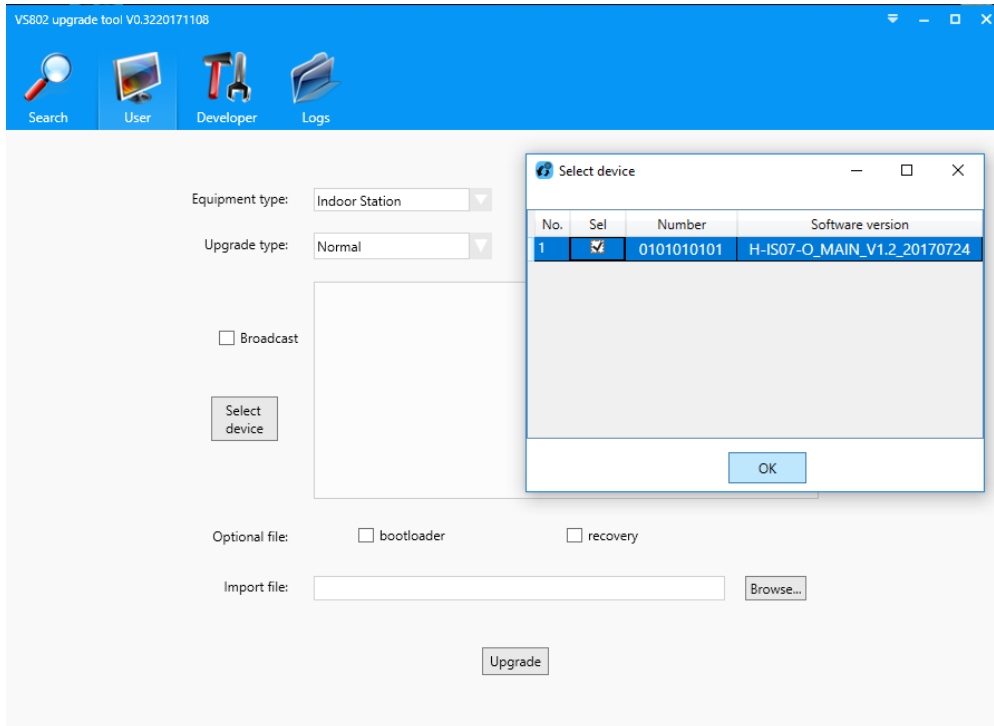 VS802 upgrade tool V0.3220171108
Search
User
Developer
Logs
Equipment type:
Indoor Station
Upgrade type:
Normal
Broadcast
Select
device
Select device
No.
Sel
Number
Software version
1
0101010101
H-IS07-O_MAIN_V1.2_20170724
OK
Optional file:
bootloader
recovery
Import file:
Browse...
Upgrade